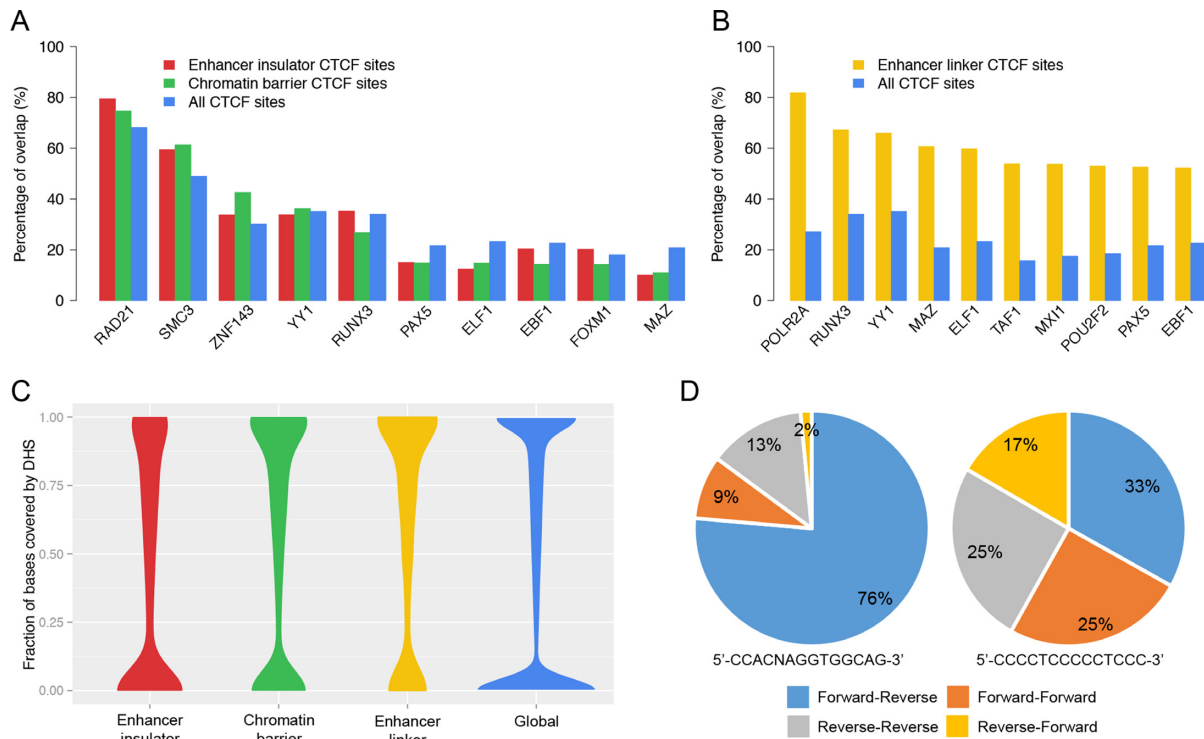 A
Percentage of overlap (%)
100
80
60
40
20
0
Enhancer insulator CTCF sites
Chromatin barrier CTCF sites
All CTCF sites
RAD21
SMC3
ZNF143
YY1
RUNX3
PAX5
ELF1
EBF1
FOXM1
MAZ
B
Percentage of overlap (%)
100
80
60
40
20
0
Enhancer linker CTCF sites
All CTCF sites
POLR2A
RUNX3
YY1
MAZ
ELF1
TAF1
MXI1
POU2F2
PAX5
EBF1
C
Fraction of bases covered by DHS
1.00
0.75
0.50
0.25
0.00
Enhancer
insulator
Chromatin
barrier
Enhancer
linker
Global
D
2%
13%
9%
76%
5'-CCACNAGGTGGCAG-3'
17%
33%
25%
25%
5'-CCCCTCCCCCTCCC-3'
Forward-Reverse
Forward-Forward
Reverse-Reverse
Reverse-Forward